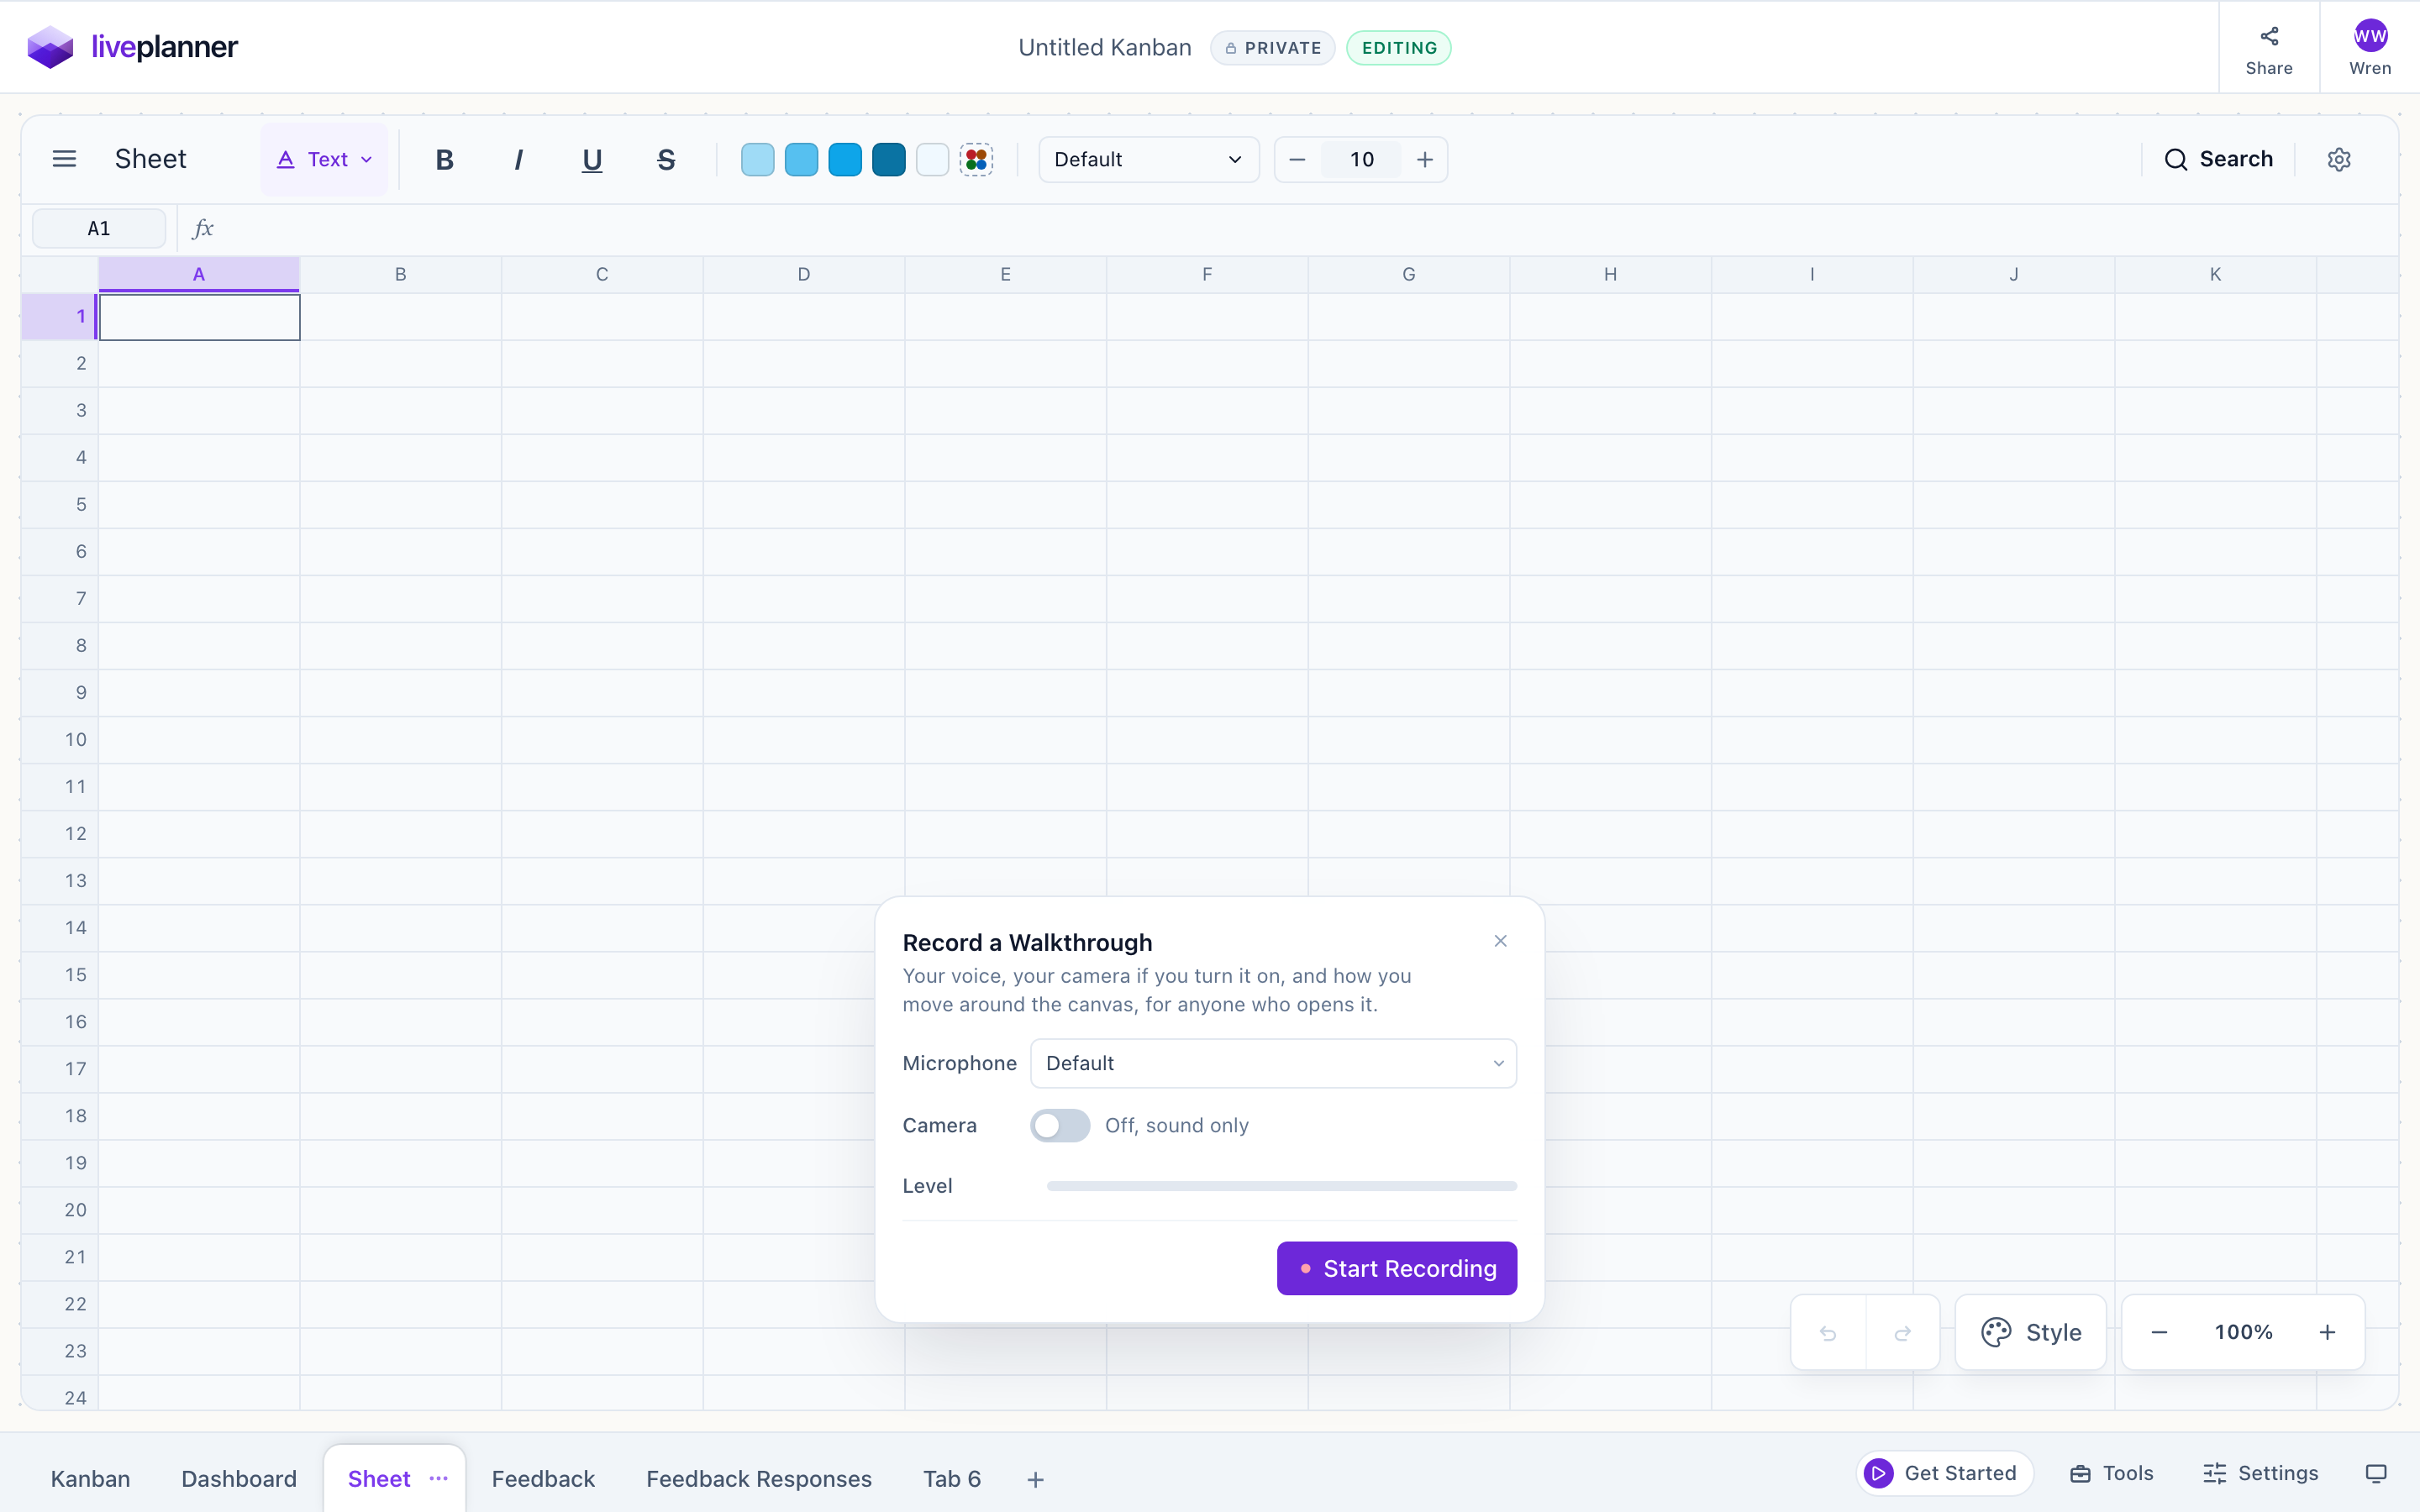 liveplanner
Untitled Kanban PRIVATE EDITING
Share
WW
Wren
Sheet A Text B I U S Default − 10 + Search
A1 fx
A B C D E F G H I J K
1
2
3
4
5
6
7
8
9
10
11
12
13
14
15
16
17
18
19
20
21
22
23
24
Record a Walkthrough
Your voice, your camera if you turn it on, and how you
move around the canvas, for anyone who opens it.
Microphone Default
Camera Off, sound only
Level
Start Recording
Style − 100% +
Kanban Dashboard Sheet ··· Feedback Feedback Responses Tab 6 + Get Started Tools Settings